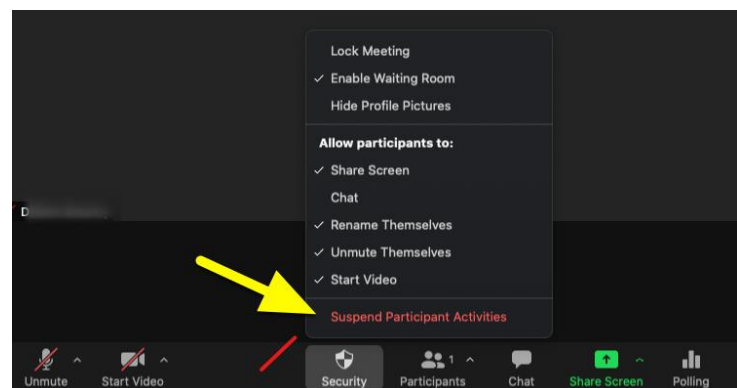 Lock Meeting
✓ Enable Waiting Room
Hide Profile Pictures
Allow participants to:
✓ Share Screen
Chat
✓ Rename Themselves
✓ Unmute Themselves
✓ Start Video
Suspend Participant Activities
D
1
Unmute Start Video Security Participants Chat Share Screen Polling